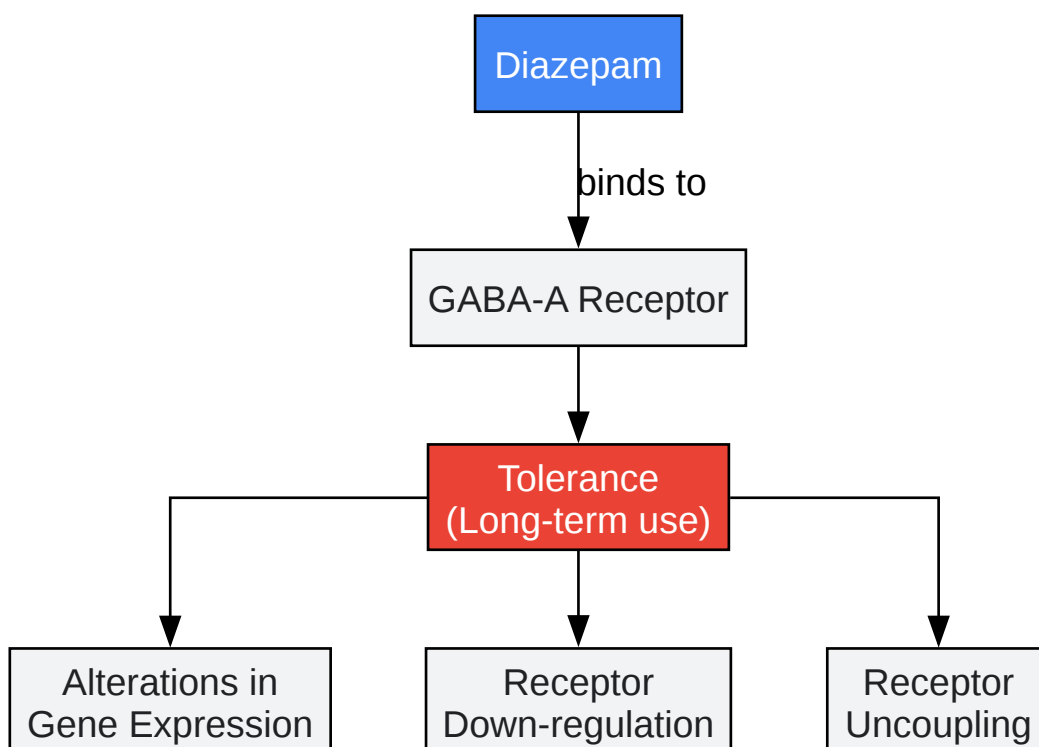 Diazepam
binds to
GABA-A Receptor
Tolerance
(Long-term use)
Alterations in
Gene Expression
Receptor
Down-regulation
Receptor
Uncoupling